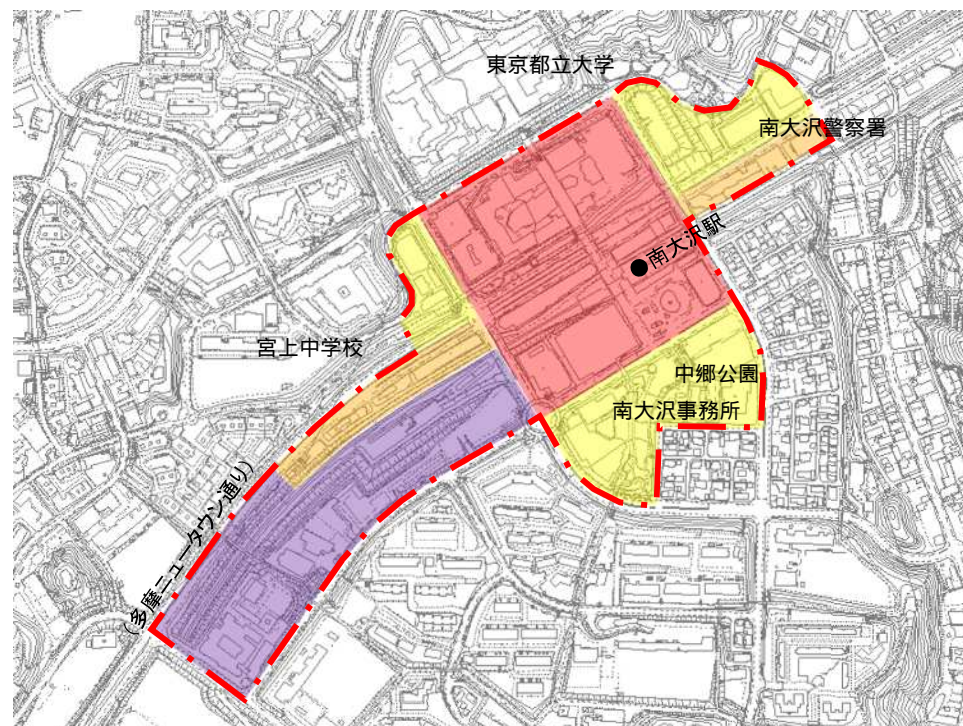 東京都立大学
南大沢警察署
南大沢駅
宮上中学校
中郷公園
南大沢事務所
(多摩ニュータウン通り)